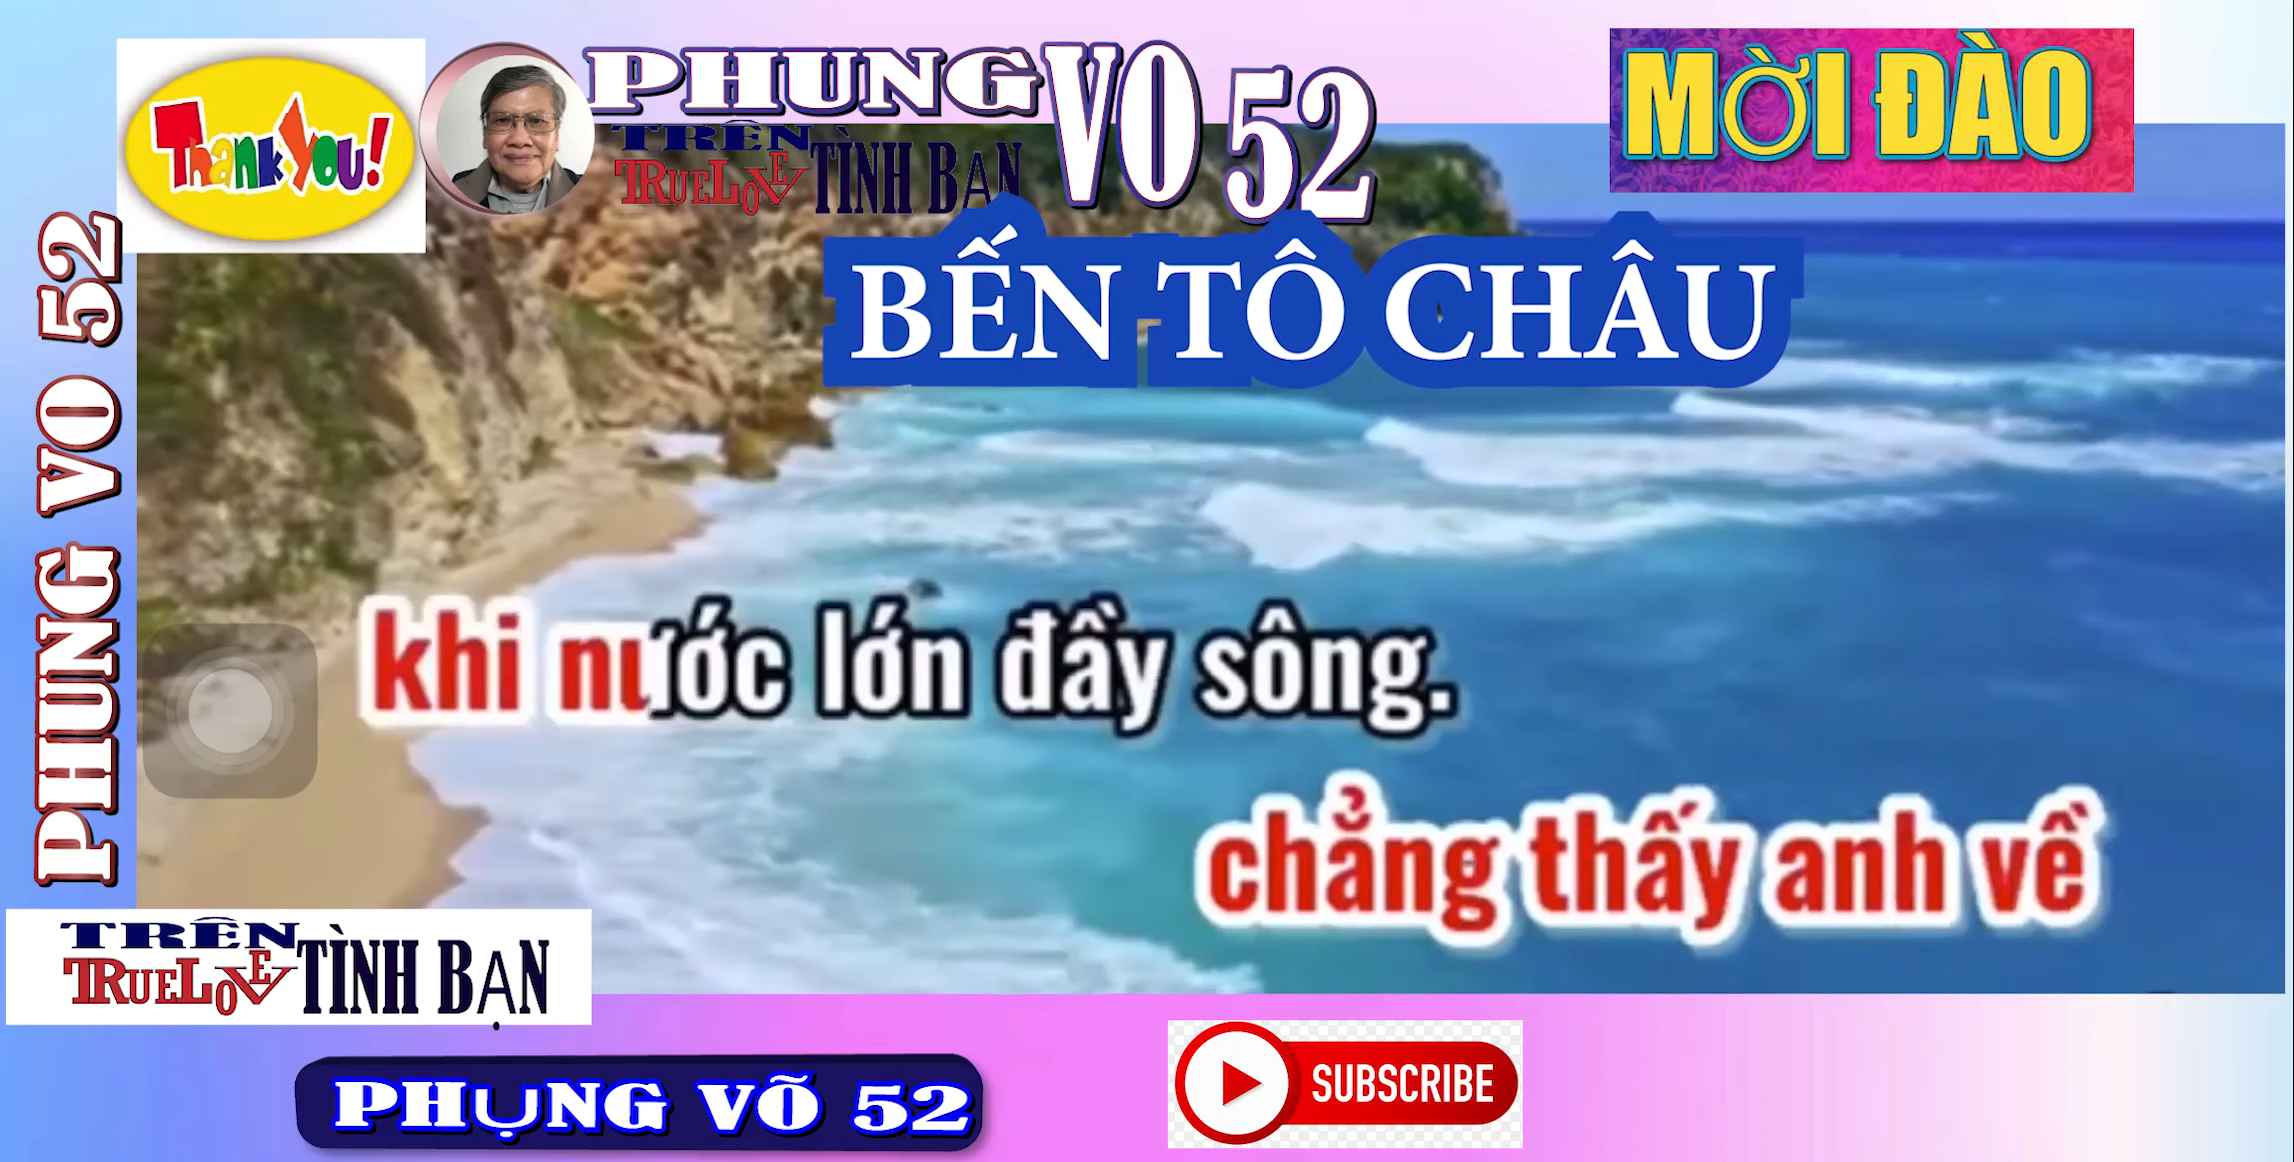 Thank You!
PHUNG VO 52
TRÊN
TRUELOVE TÌNH BẠN
MỜI ĐÀO
BẾN TÔ CHÂU
PHUNG VO 52
khi nước lớn đầy sông.
chẳng thấy anh về
TRÊN
TRUELOVE TÌNH BẠN
PHỤNG VÕ 52
SUBSCRIBE